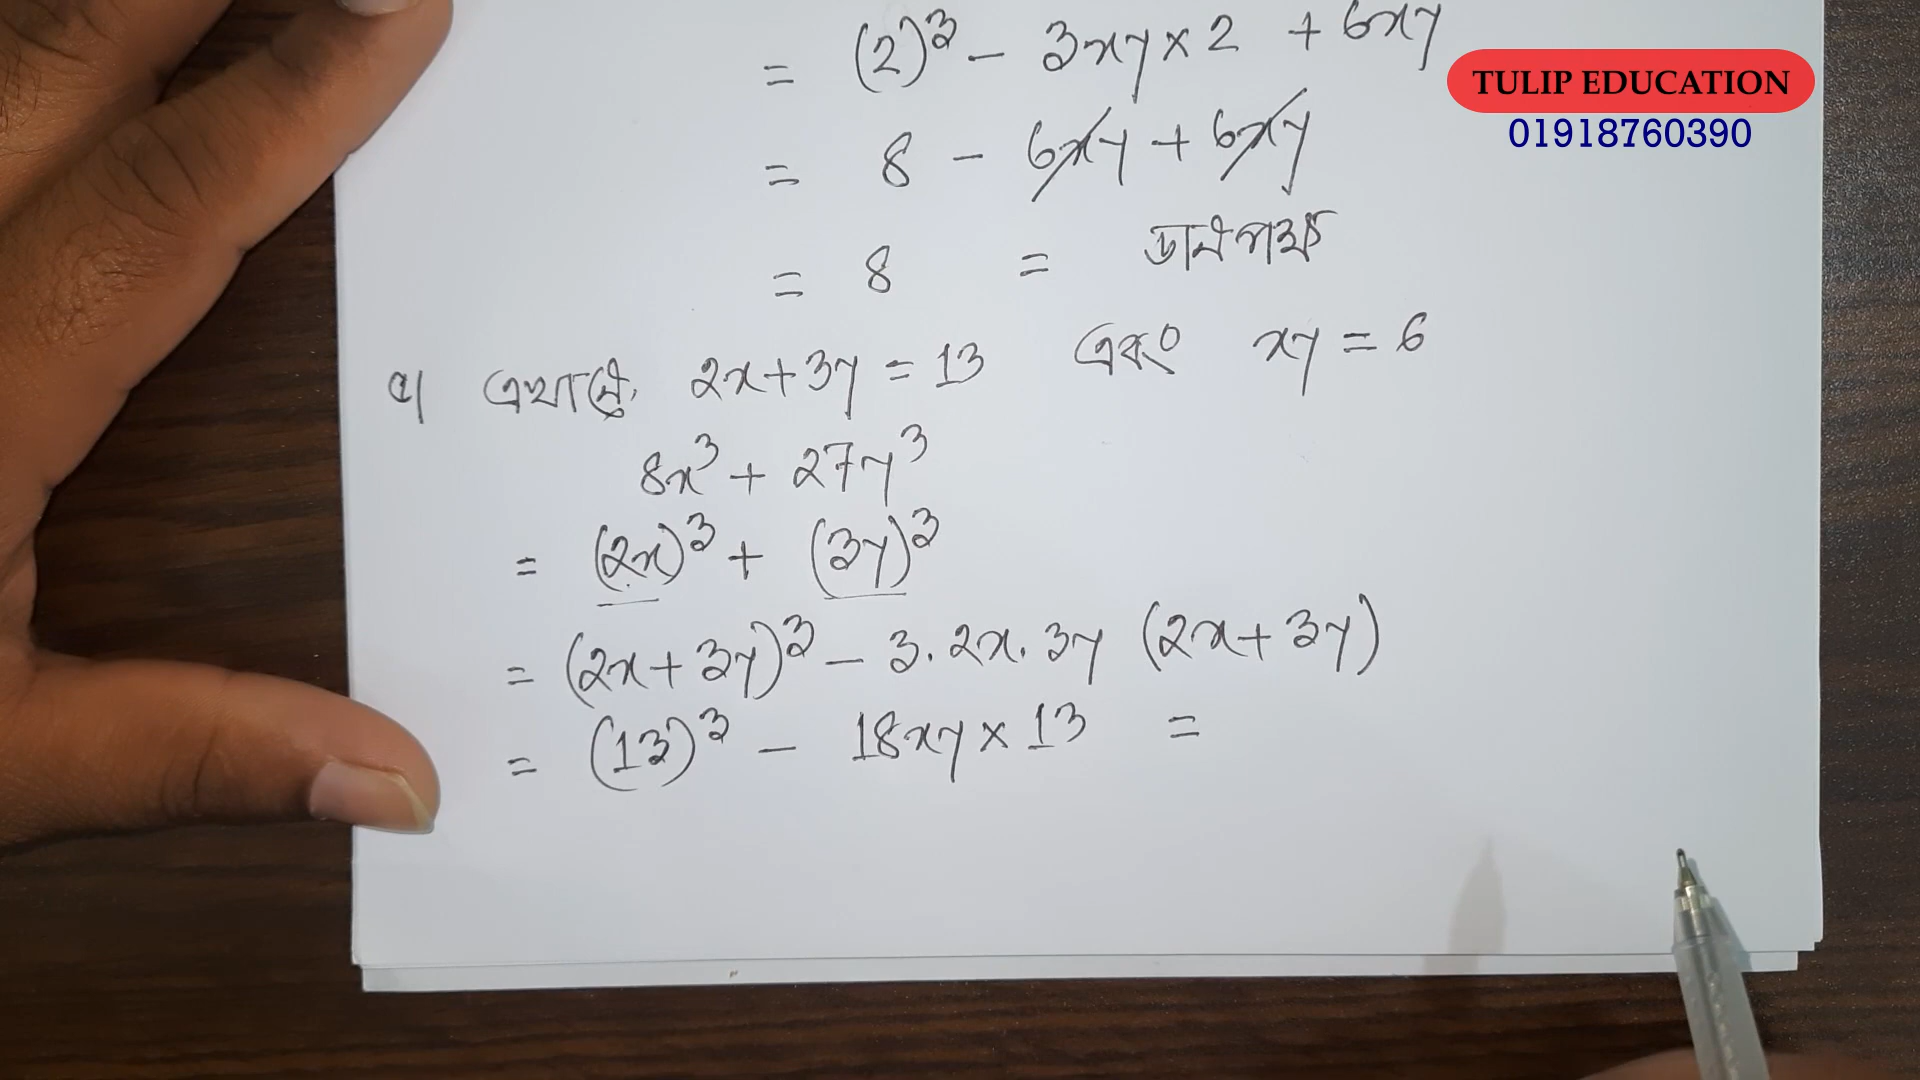 = (2)³ - 3xy × 2 + 6xy
TULIP EDUCATION
01918760390
= 8 - 6xy + 6xy
= 8 = ডানপক্ষ
৫| এখানে, 2x+3y = 13 এবং xy = 6
8x³ + 27y³
= (2x)³ + (3y)³
= (2x+3y)³ - 3.2x.3y (2x+3y)
= (13)³ - 18xy × 13 =